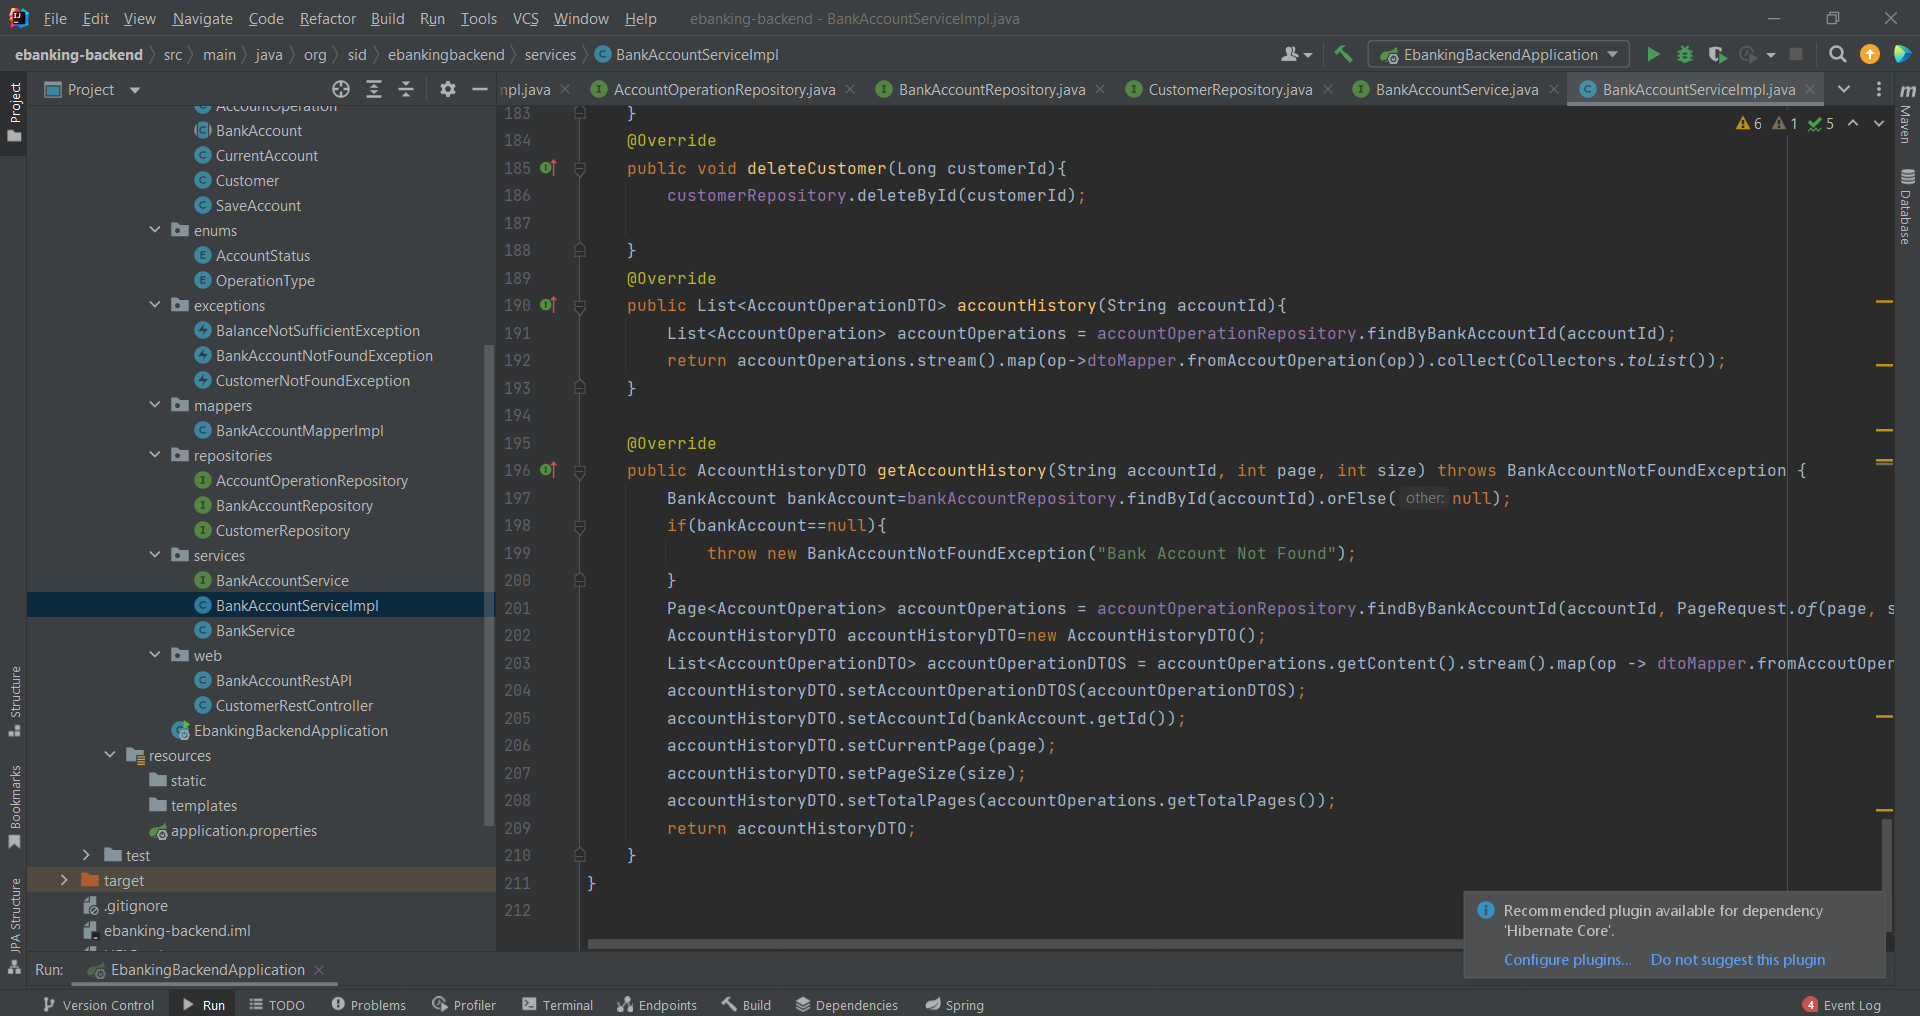 File Edit View Navigate Code Refactor Build Run Tools VCS Window Help ebanking-backend - BankAccountServiceImpl.java
ebanking-backend src main java org sid ebankingbackend services BankAccountServiceImpl EbankingBackendApplication
Project
mpl.java AccountOperationRepository.java BankAccountRepository.java CustomerRepository.java BankAccountService.java BankAccountServiceImpl.java
Project
AccountOperation
BankAccount
CurrentAccount
Customer
SaveAccount
enums
AccountStatus
OperationType
exceptions
BalanceNotSufficientException
BankAccountNotFoundException
CustomerNotFoundException
mappers
BankAccountMapperImpl
repositories
AccountOperationRepository
BankAccountRepository
CustomerRepository
services
BankAccountService
BankAccountServiceImpl
BankService
web
BankAccountRestAPI
CustomerRestController
EbankingBackendApplication
resources
static
templates
application.properties
test
target
.gitignore
ebanking-backend.iml
Structure
Bookmarks
JPA Structure
6 1 5
183 }
184 @Override
185 public void deleteCustomer(Long customerId){
186 customerRepository.deleteById(customerId);
187
188 }
189 @Override
190 public List<AccountOperationDTO> accountHistory(String accountId){
191 List<AccountOperation> accountOperations = accountOperationRepository.findByBankAccountId(accountId);
192 return accountOperations.stream().map(op->dtoMapper.fromAccoutOperation(op)).collect(Collectors.toList());
193 }
194
195 @Override
196 public AccountHistoryDTO getAccountHistory(String accountId, int page, int size) throws BankAccountNotFoundException {
197 BankAccount bankAccount=bankAccountRepository.findById(accountId).orElse( other: null);
198 if(bankAccount==null){
199 throw new BankAccountNotFoundException("Bank Account Not Found");
200 }
201 Page<AccountOperation> accountOperations = accountOperationRepository.findByBankAccountId(accountId, PageRequest.of(page, s
202 AccountHistoryDTO accountHistoryDTO=new AccountHistoryDTO();
203 List<AccountOperationDTO> accountOperationDTOS = accountOperations.getContent().stream().map(op -> dtoMapper.fromAccoutOper
204 accountHistoryDTO.setAccountOperationDTOS(accountOperationDTOS);
205 accountHistoryDTO.setAccountId(bankAccount.getId());
206 accountHistoryDTO.setCurrentPage(page);
207 accountHistoryDTO.setPageSize(size);
208 accountHistoryDTO.setTotalPages(accountOperations.getTotalPages());
209 return accountHistoryDTO;
210 }
211 }
212
Maven
Database
Recommended plugin available for dependency
'Hibernate Core'.
Configure plugins... Do not suggest this plugin
Run: EbankingBackendApplication
Version Control Run TODO Problems Profiler Terminal Endpoints Build Dependencies Spring 4 Event Log